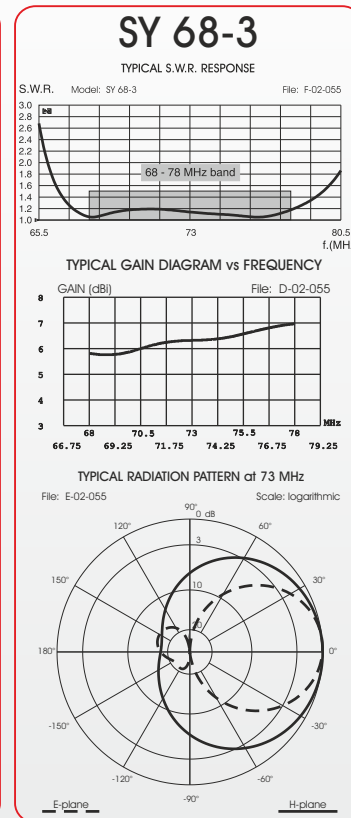 SY 68-3
TYPICAL S.W.R. RESPONSE
S.W.R. Model: SY 68-3 File: F-02-055
3.0
2.8
2.6
2.4
2.2
2.0
1.8
1.6
1.4
1.2
1.0
68 - 78 MHz band
65.5 73 80.5
f.(MH
TYPICAL GAIN DIAGRAM vs FREQUENCY
GAIN (dBi) File: D-02-055
8
7
6
5
4
3
MHz
68 70.5 73 75.5 78
66.75 69.25 71.75 74.25 76.75 79.25
TYPICAL RADIATION PATTERN at 73 MHz
File: E-02-055 Scale: logarithmic
90°
0 dB
120° 60°
3
150° 30°
10
20
180° 0°
-150° -30°
-120° -60°
-90°
E-plane H-plane